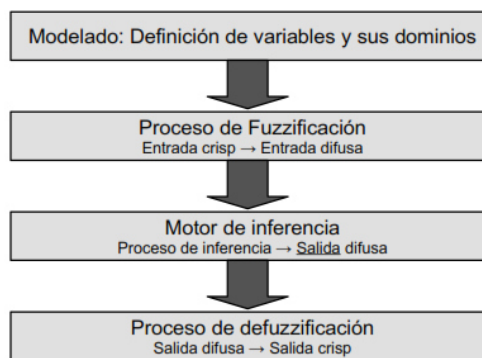 Modelado: Definición de variables y sus dominios
Proceso de Fuzzificación
Entrada crisp → Entrada difusa
Motor de inferencia
Proceso de inferencia → Salida difusa
Proceso de defuzzificación
Salida difusa → Salida crisp